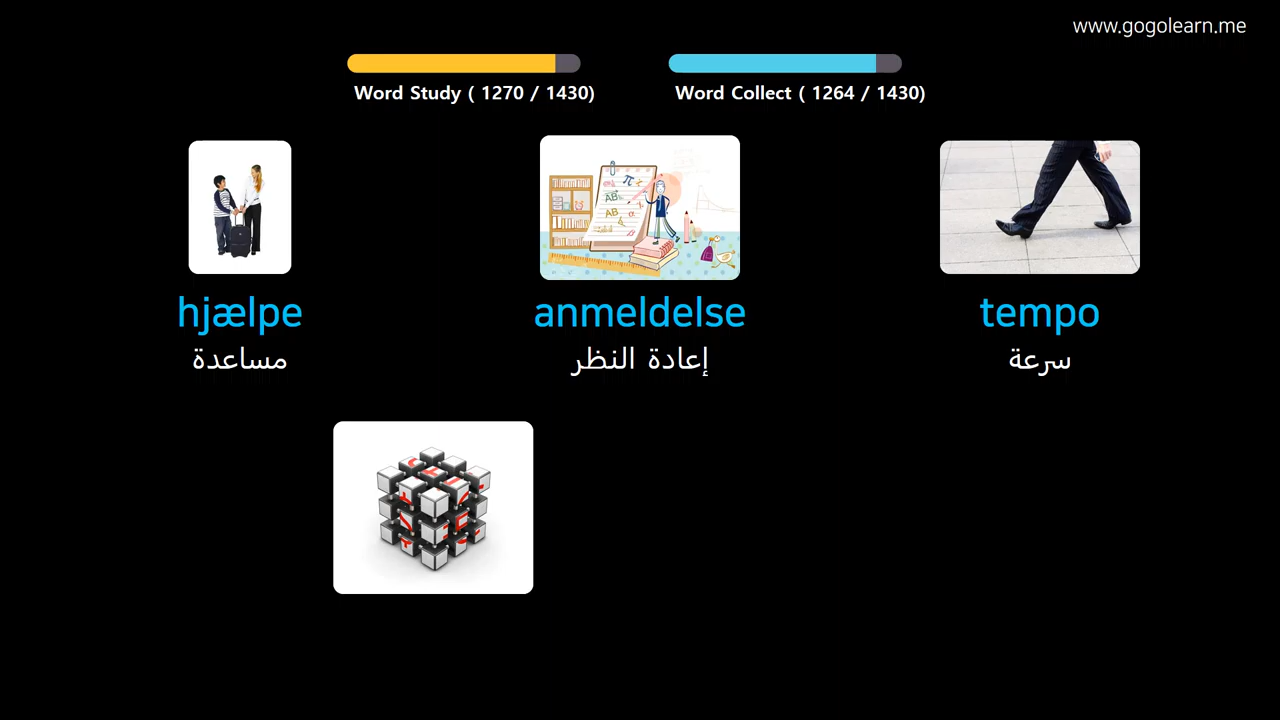 www.gogolearn.me
Word Study ( 1270 / 1430)
Word Collect ( 1264 / 1430)
hjælpe
مساعدة
anmeldelse
إعادة النظر
tempo
سرعة